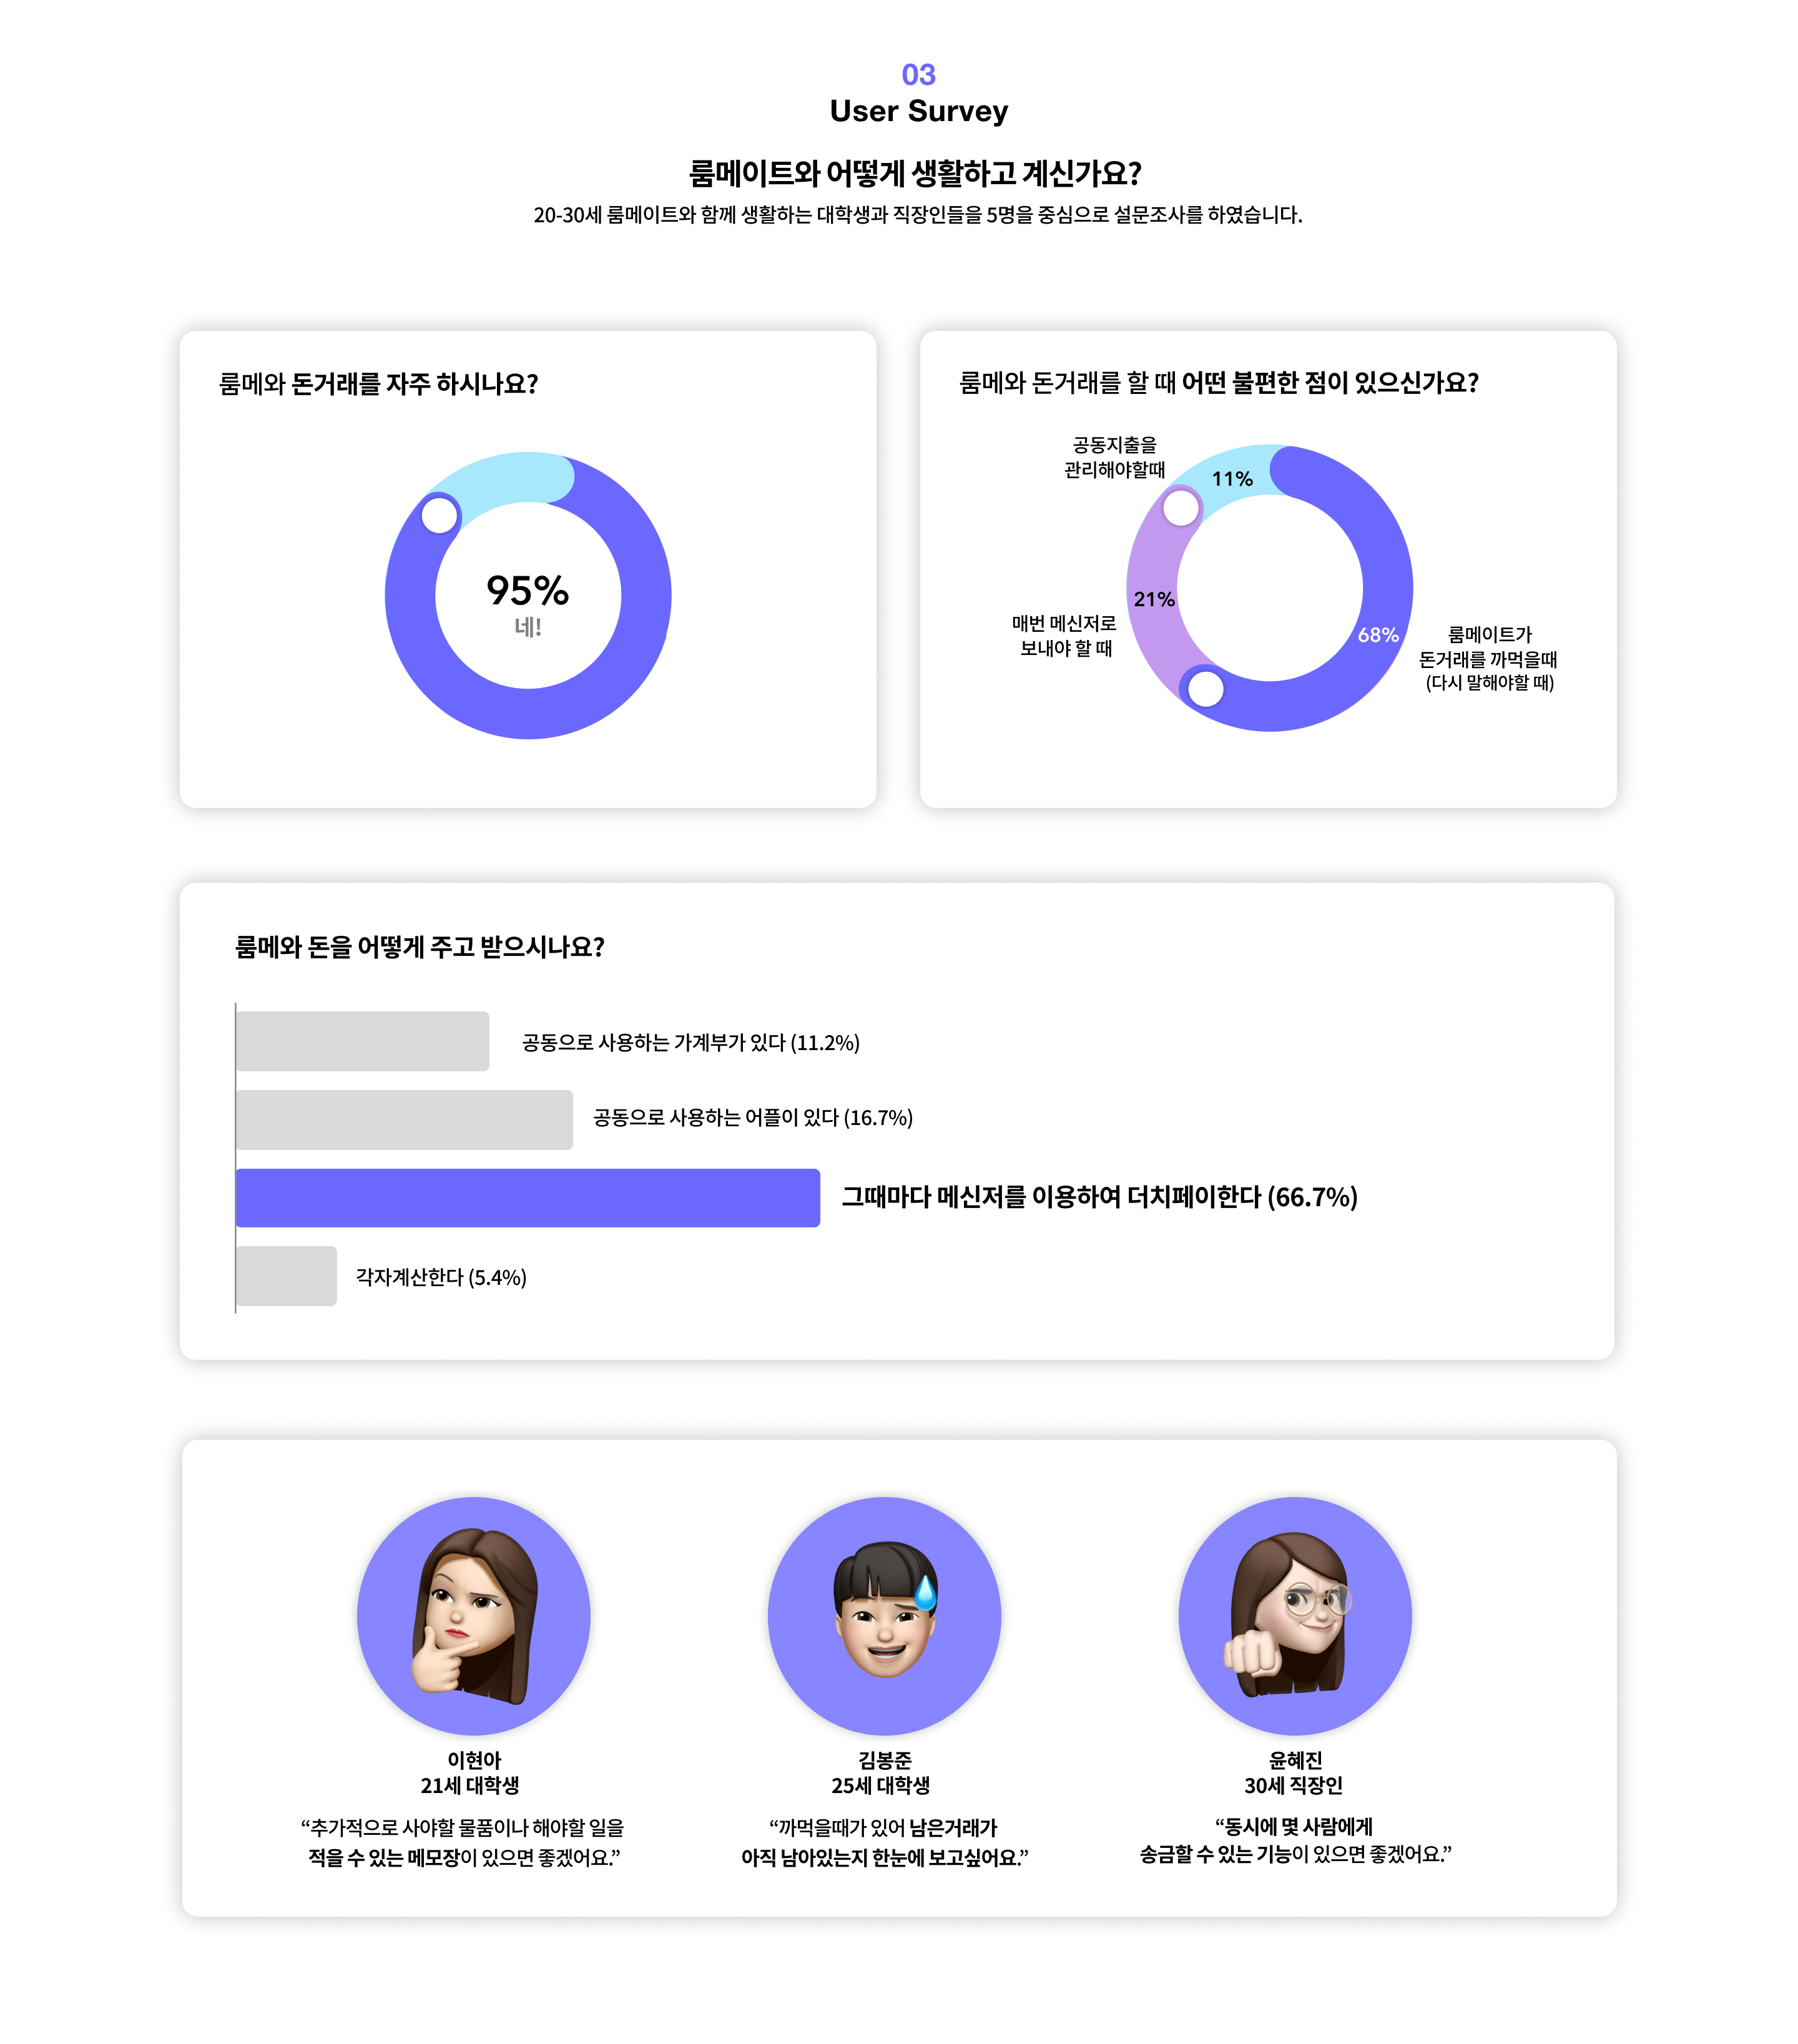 03
User Survey
룸메이트와 어떻게 생활하고 계신가요?
20-30세 룸메이트와 함께 생활하는 대학생과 직장인들을 5명을 중심으로 설문조사를 하였습니다.
룸메와 돈거래를 자주 하시나요?
95%
네!
룸메와 돈거래를 할 때 어떤 불편한 점이 있으신가요?
공동지출을
관리해야할때
11%
21%
매번 메신저로
보내야 할 때
68%
룸메이트가
돈거래를 까먹을때
(다시 말해야할 때)
룸메와 돈을 어떻게 주고 받으시나요?
공동으로 사용하는 가계부가 있다 (11.2%)
공동으로 사용하는 어플이 있다 (16.7%)
그때마다 메신저를 이용하여 더치페이한다 (66.7%)
각자계산한다 (5.4%)
이현아
21세 대학생
“추가적으로 사야할 물품이나 해야할 일을
적을 수 있는 메모장이 있으면 좋겠어요.”
김봉준
25세 대학생
“까먹을때가 있어 남은거래가
아직 남아있는지 한눈에 보고싶어요.”
윤혜진
30세 직장인
“동시에 몇 사람에게
송금할 수 있는 기능이 있으면 좋겠어요.”